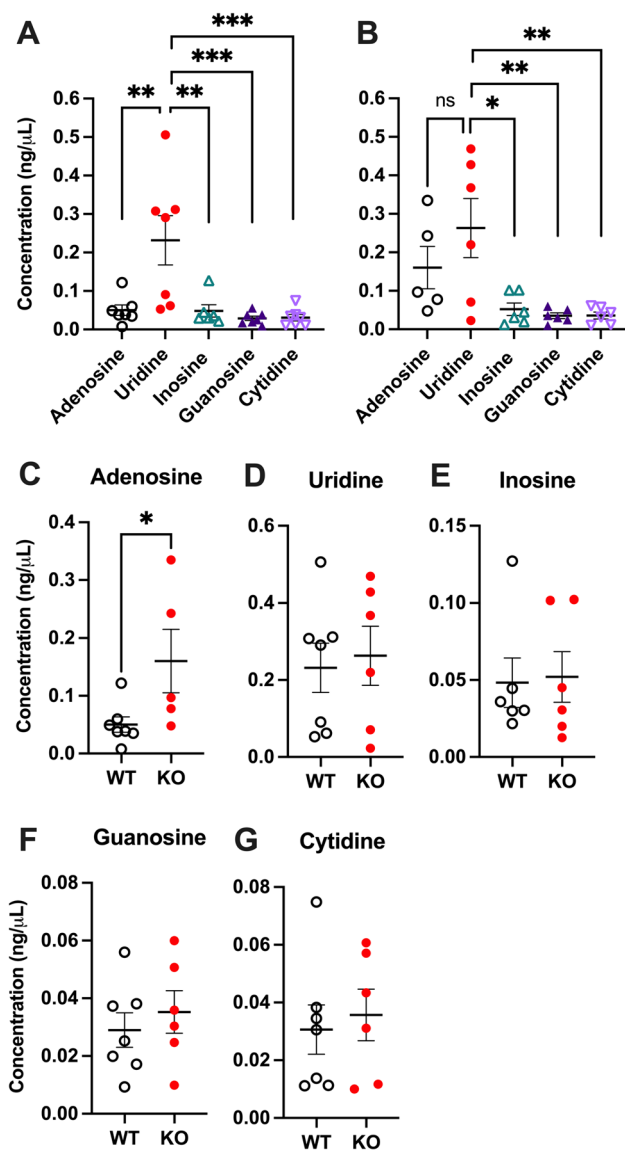 A
B
***
***
** **
**
**
ns *
Concentration (ng/μL)
0.6
0.5
0.4
0.3
0.2
0.1
0.0
Adenosine Uridine Inosine Guanosine Cytidine
0.6
0.5
0.4
0.3
0.2
0.1
0.0
Adenosine Uridine Inosine Guanosine Cytidine
C Adenosine
*
Concentration (ng/μL)
0.4
0.3
0.2
0.1
0.0
WT KO
D Uridine
0.6
0.4
0.2
0.0
WT KO
E Inosine
0.15
0.10
0.05
0.00
WT KO
F Guanosine
Concentration (ng/μL)
0.08
0.06
0.04
0.02
0.00
WT KO
G Cytidine
0.08
0.06
0.04
0.02
0.00
WT KO